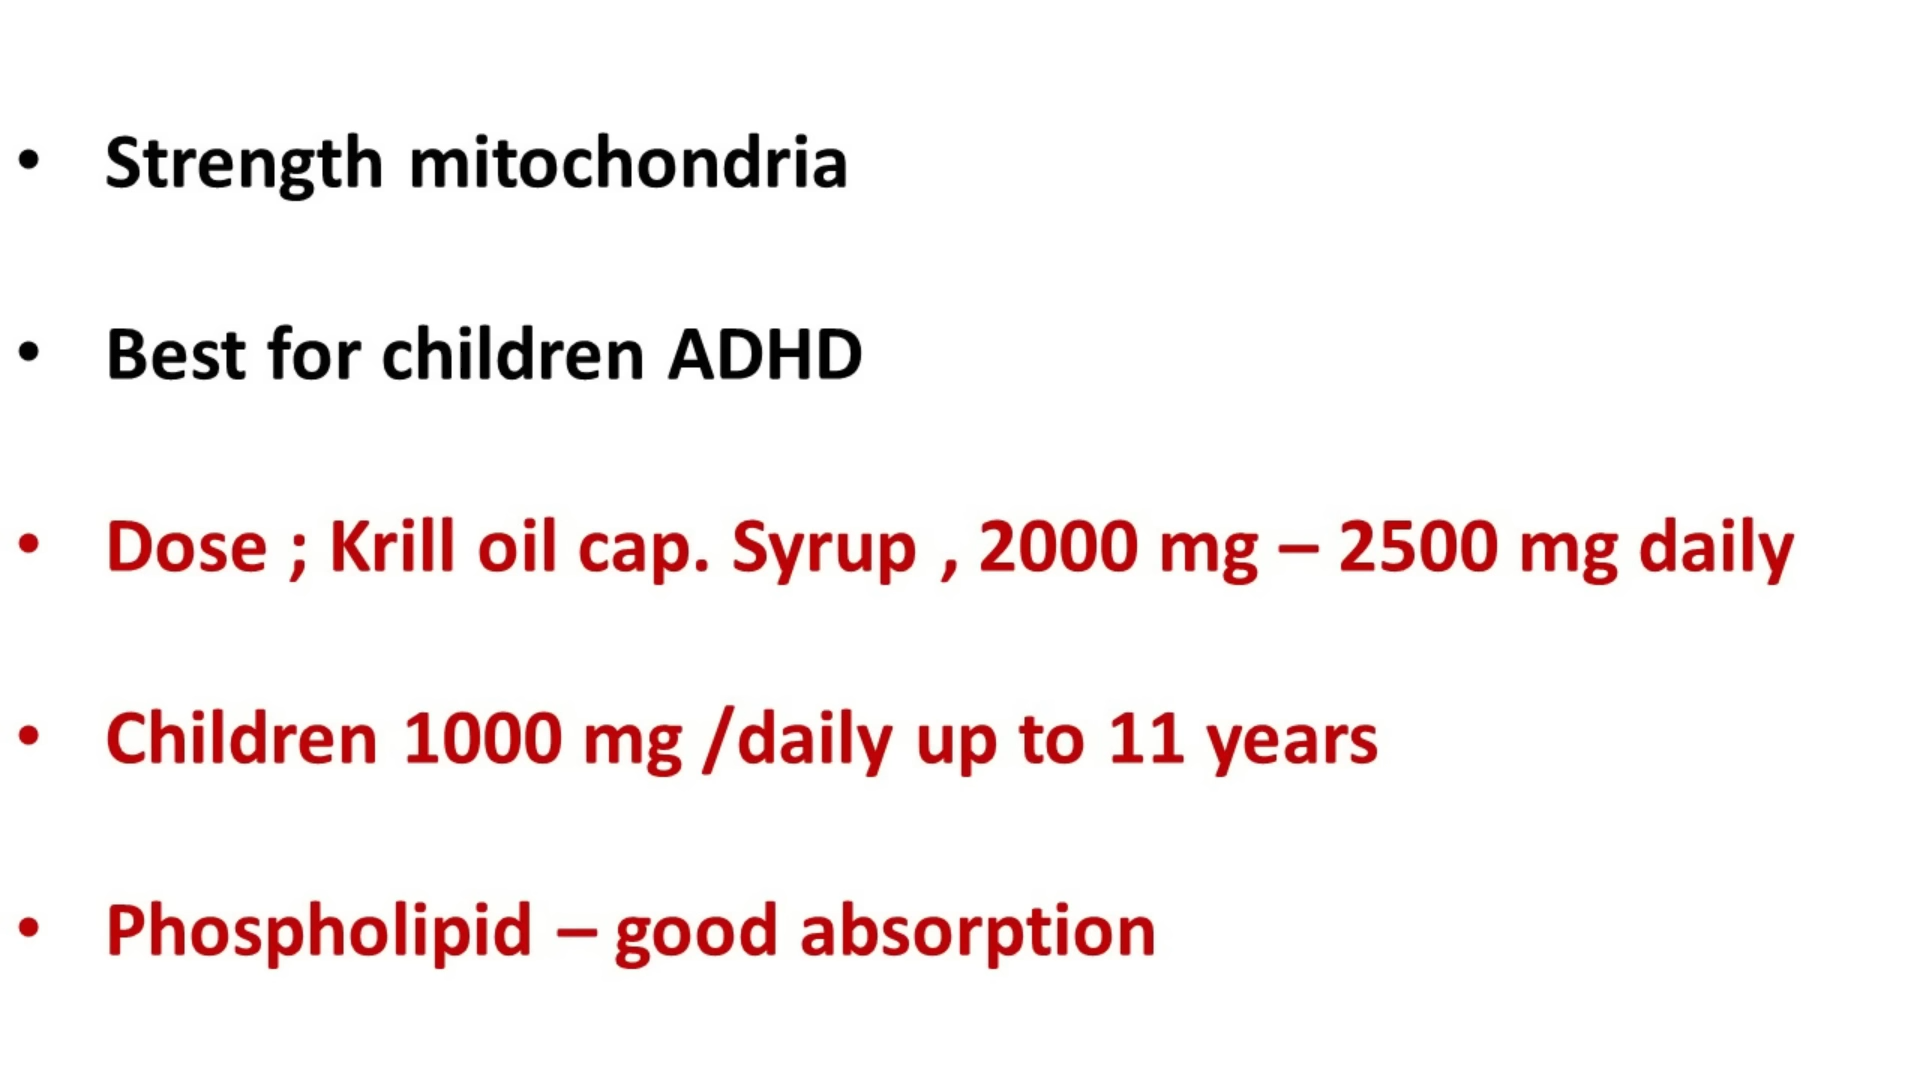 • Strength mitochondria
• Best for children ADHD
• Dose ; Krill oil cap. Syrup , 2000 mg – 2500 mg daily
• Children 1000 mg /daily up to 11 years
• Phospholipid – good absorption